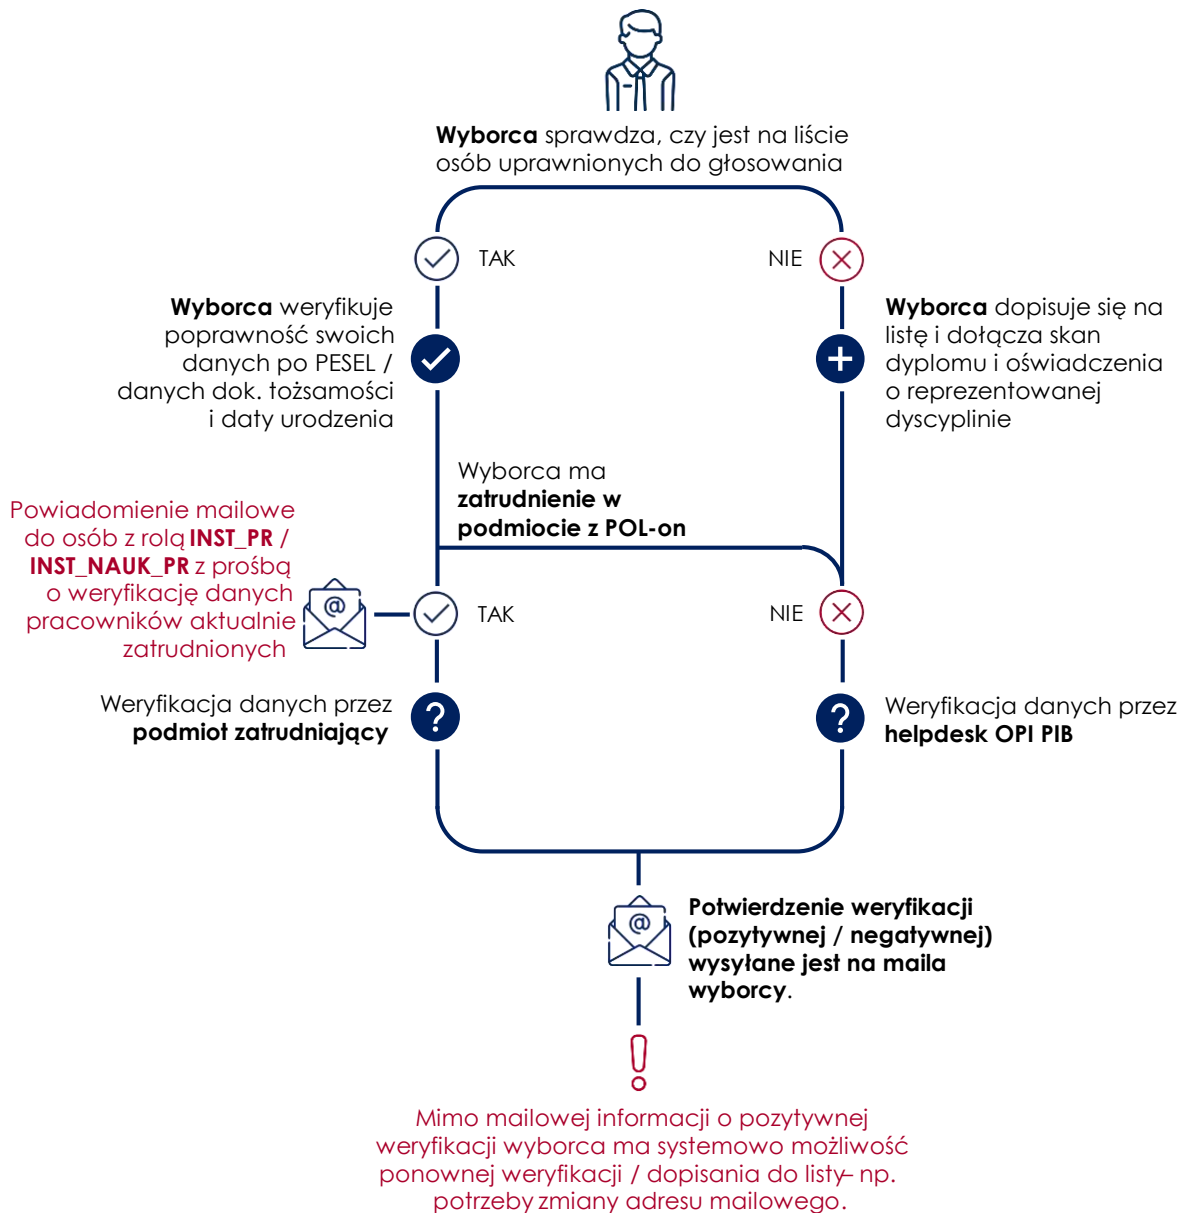 Wyborca sprawdza, czy jest na liście
osób uprawnionych do głosowania
TAK
NIE
Wyborca weryfikuje
poprawność swoich
danych po PESEL /
danych dok. tożsamości
i daty urodzenia
Wyborca dopisuje się na
listę i dołącza skan
dyplomu i oświadczenia
o reprezentowanej
dyscyplinie
Wyborca ma
zatrudnienie w
podmiocie z POL-on
Powiadomienie mailowe
do osób z rolą INST_PR /
INST_NAUK_PR z prośbą
o weryfikację danych
pracowników aktualnie
zatrudnionych
@
TAK
NIE
Weryfikacja danych przez
podmiot zatrudniający
?
?
Weryfikacja danych przez
helpdesk OPI PIB
@
Potwierdzenie weryfikacji
(pozytywnej / negatywnej)
wysyłane jest na maila
wyborcy.
!
Mimo mailowej informacji o pozytywnej
weryfikacji wyborca ma systemowo możliwość
ponownej weryfikacji / dopisania do listy– np.
potrzeby zmiany adresu mailowego.